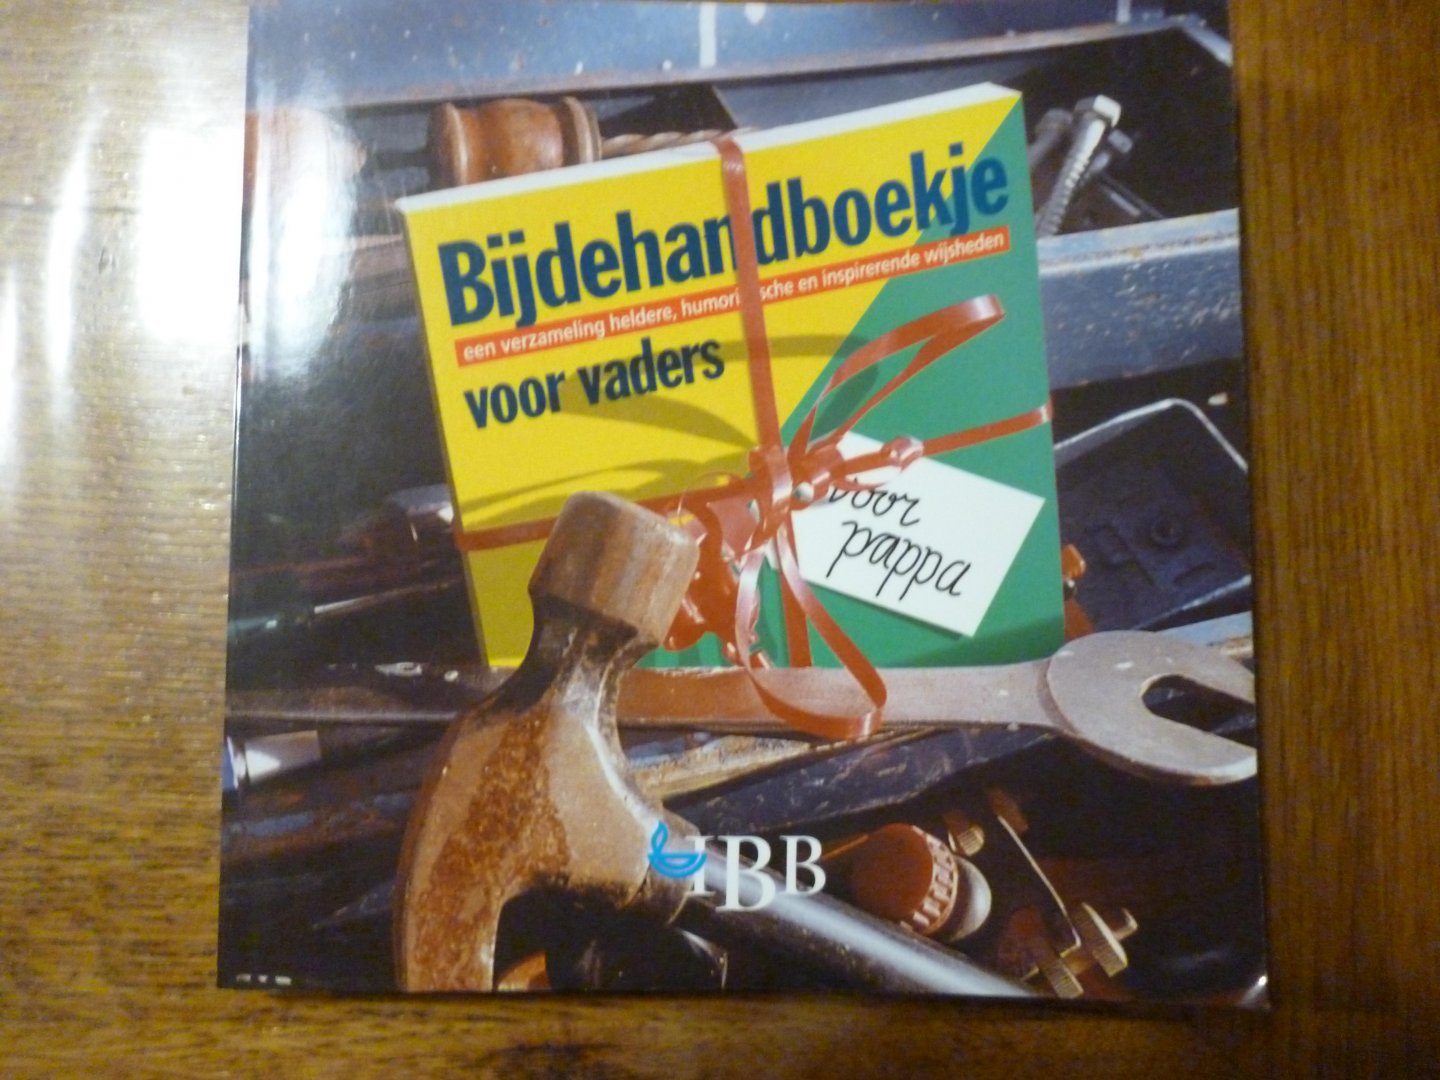 Bijdehandboekje
een verzameling heldere, humoristische en inspirerende wijsheden
voor vaders
voor
pappa
IBB